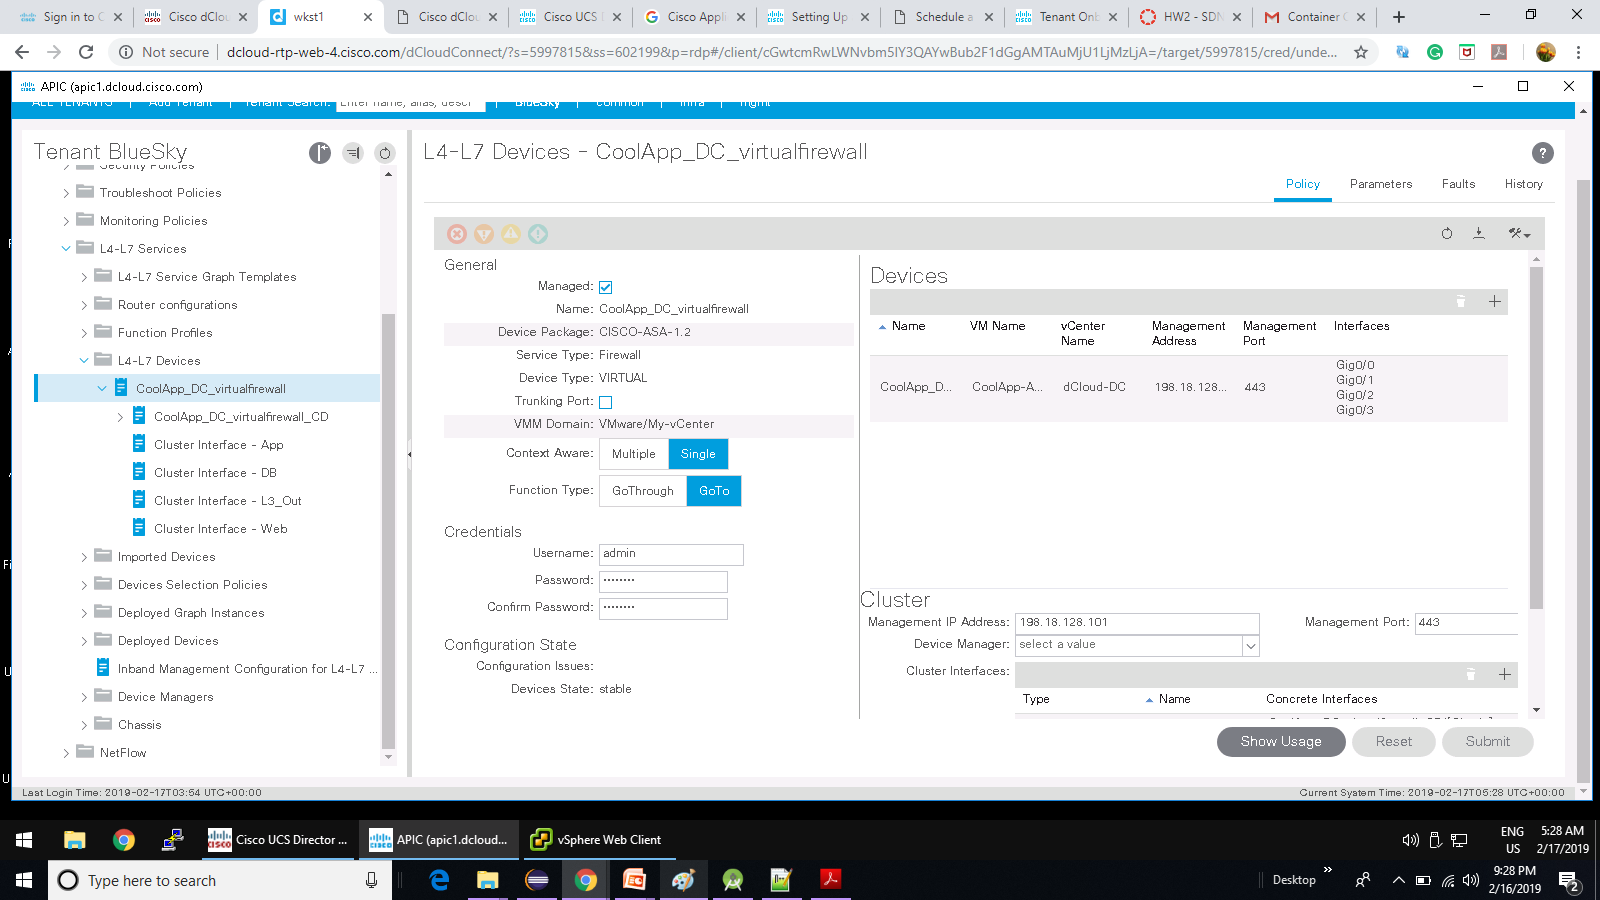 Sign in to C
Cisco dClou
wkst1
Cisco dClou
Cisco UCS D
Cisco Appli
Setting Up
Schedule a
Tenant Onb
HW2 - SDN
Container C
Not secure
dcloud-rtp-web-4.cisco.com/dCloudConnect/?s=5997815&ss=602199&p=rdp#/client/cGwtcmRwLWNvbm5lY3QAYwBub2F1dGgAMTAuMjU1LjMzLjA=/target/5997815/cred/unde...
APIC (apic1.dcloud.cisco.com)
ALL TENANTS | Add Tenant | Tenant Search: Enter name, alias, descr | BlueSky | common | infra | mgmt
Tenant BlueSky
Security Policies
Troubleshoot Policies
Monitoring Policies
L4-L7 Services
L4-L7 Service Graph Templates
Router configurations
Function Profiles
L4-L7 Devices
CoolApp_DC_virtualfirewall
CoolApp_DC_virtualfirewall_CD
Cluster Interface - App
Cluster Interface - DB
Cluster Interface - L3_Out
Cluster Interface - Web
Imported Devices
Devices Selection Policies
Deployed Graph Instances
Deployed Devices
Inband Management Configuration for L4-L7 ...
Device Managers
Chassis
NetFlow
L4-L7 Devices - CoolApp_DC_virtualfirewall
?
Policy
Parameters
Faults
History
General
Managed:
Name: CoolApp_DC_virtualfirewall
Device Package: CISCO-ASA-1.2
Service Type: Firewall
Device Type: VIRTUAL
Trunking Port:
VMM Domain: VMware/My-vCenter
Context Aware: Multiple Single
Function Type: GoThrough GoTo
Credentials
Username: admin
Password: ········
Confirm Password: ········
Configuration State
Configuration Issues:
Devices State: stable
Devices
Name
VM Name
vCenter Name
Management Address
Management Port
Interfaces
CoolApp_D...
CoolApp-A...
dCloud-DC
198.18.128...
443
Gig0/0
Gig0/1
Gig0/2
Gig0/3
Cluster
Management IP Address: 198.18.128.101
Management Port: 443
Device Manager: select a value
Cluster Interfaces:
Type
Name
Concrete Interfaces
Show Usage
Reset
Submit
Last Login Time: 2019-02-17T03:54 UTC+00:00
Current System Time: 2019-02-17T05:28 UTC+00:00
Cisco UCS Director ...
APIC (apic1.dcloud...
vSphere Web Client
ENG
US
5:28 AM
2/17/2019
Type here to search
Desktop
9:28 PM
2/16/2019
2